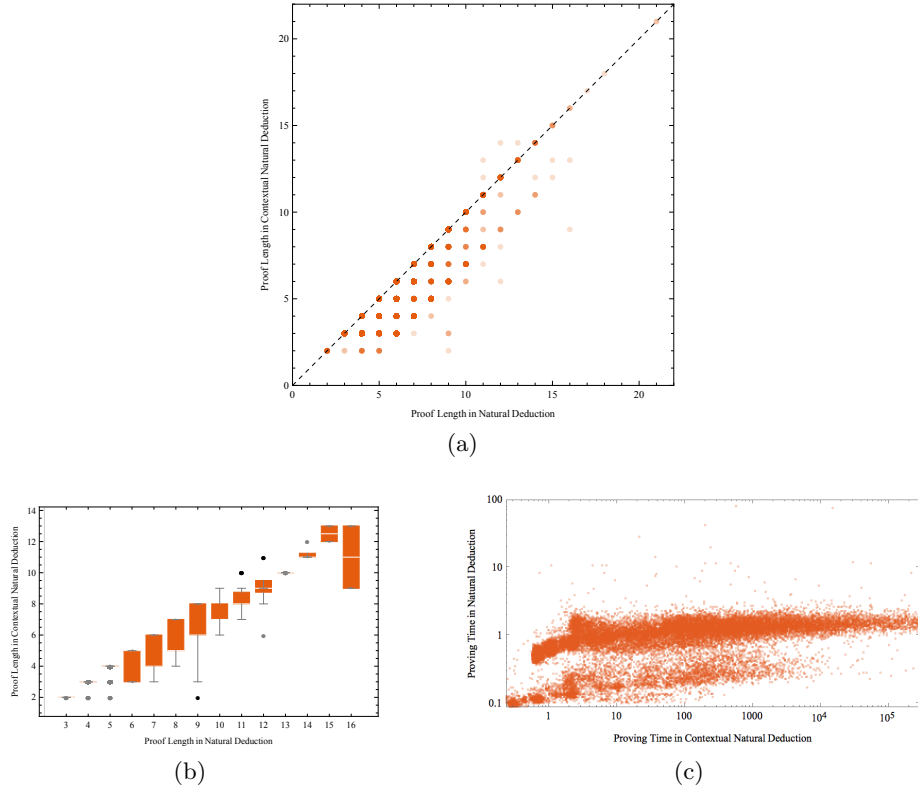 20
15
10
5
0
Proof Length in Contextual Natural Deduction
0 5 10 15 20
Proof Length in Natural Deduction
(a)
14
12
10
8
6
4
2
Proof Length in Contextual Natural Deduction
3 4 5 6 7 8 9 10 11 12 13 14 15 16
Proof Length in Natural Deduction
(b)
100
10
1
0.1
Proving Time in Natural Deduction
1 10 100 1000 10⁴ 10⁵
Proving Time in Contextual Natural Deduction
(c)